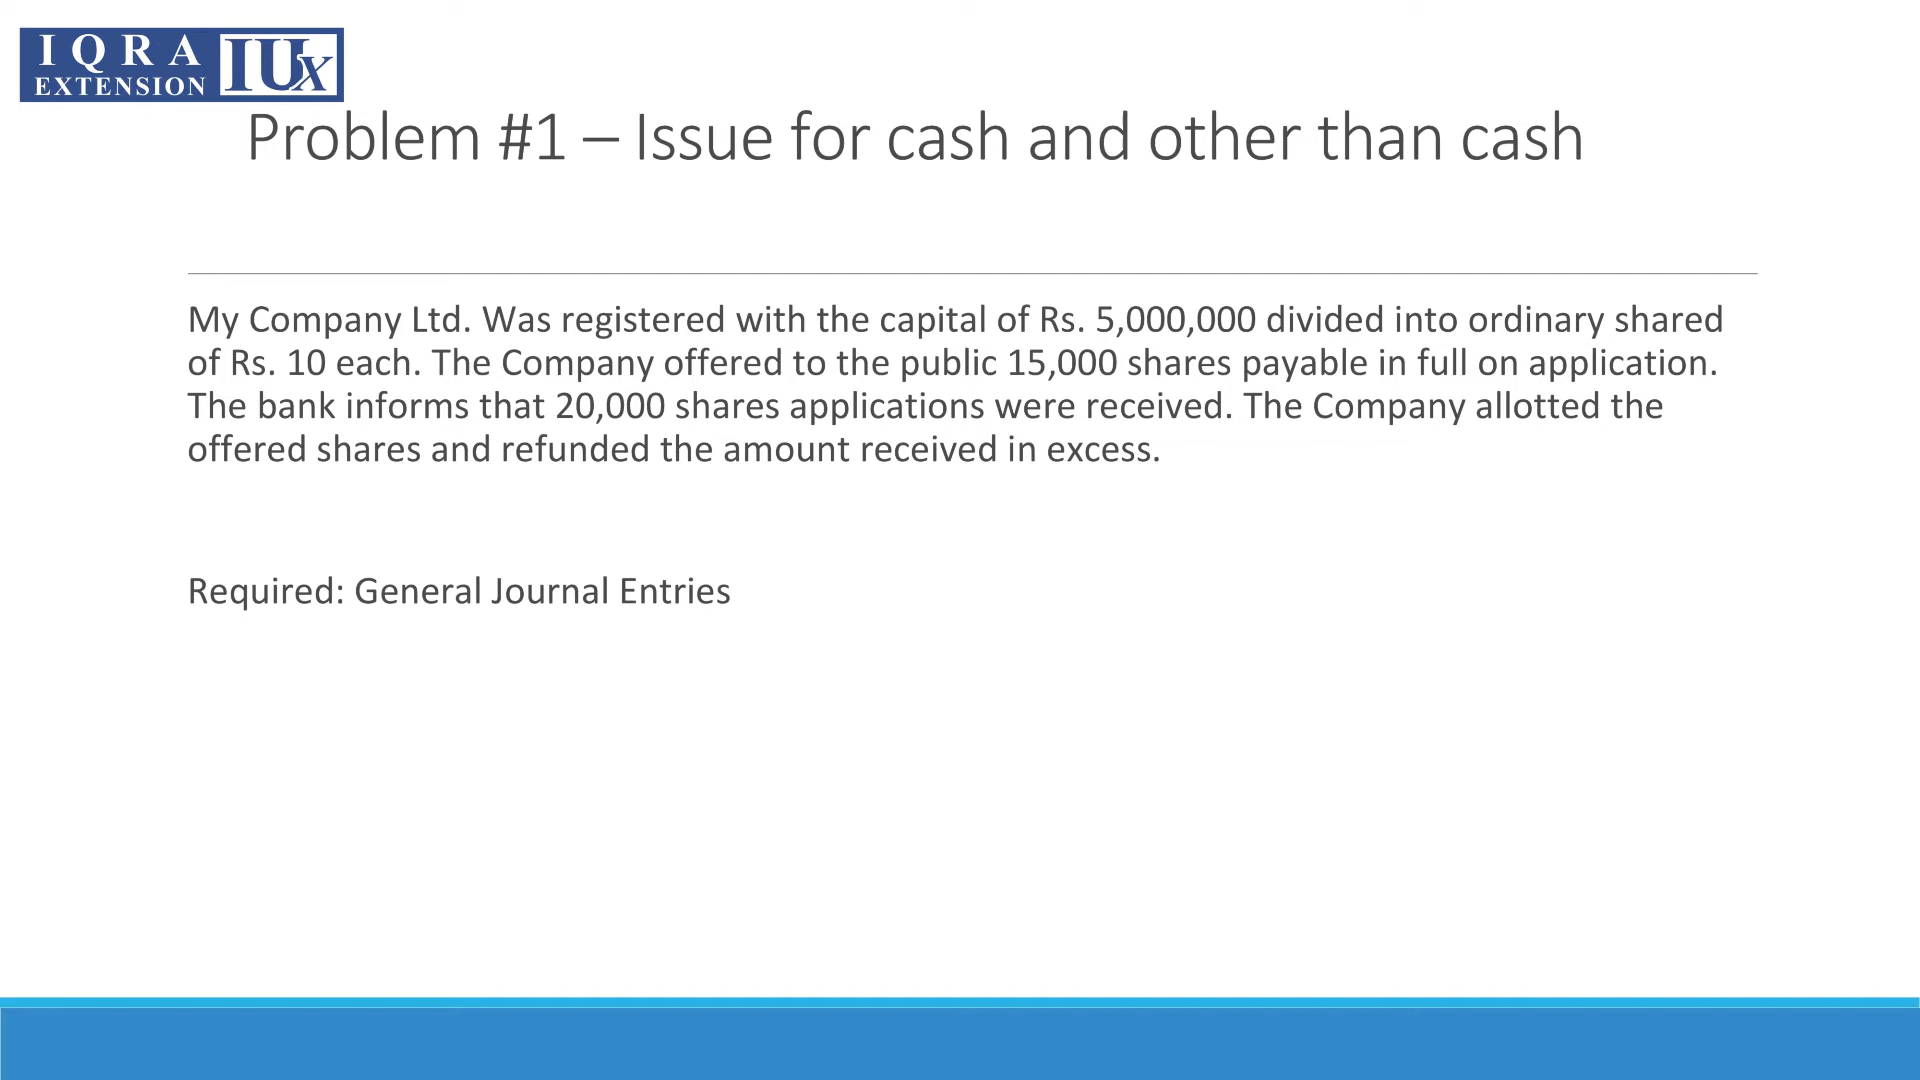 IQRA
EXTENSION
IUx
Problem #1 – Issue for cash and other than cash
My Company Ltd. Was registered with the capital of Rs. 5,000,000 divided into ordinary shared
of Rs. 10 each. The Company offered to the public 15,000 shares payable in full on application.
The bank informs that 20,000 shares applications were received. The Company allotted the
offered shares and refunded the amount received in excess.
Required: General Journal Entries